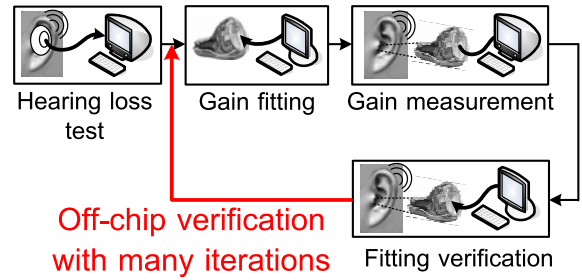 Hearing loss
test
Gain fitting
Gain measurement
Off-chip verification
with many iterations
Fitting verification